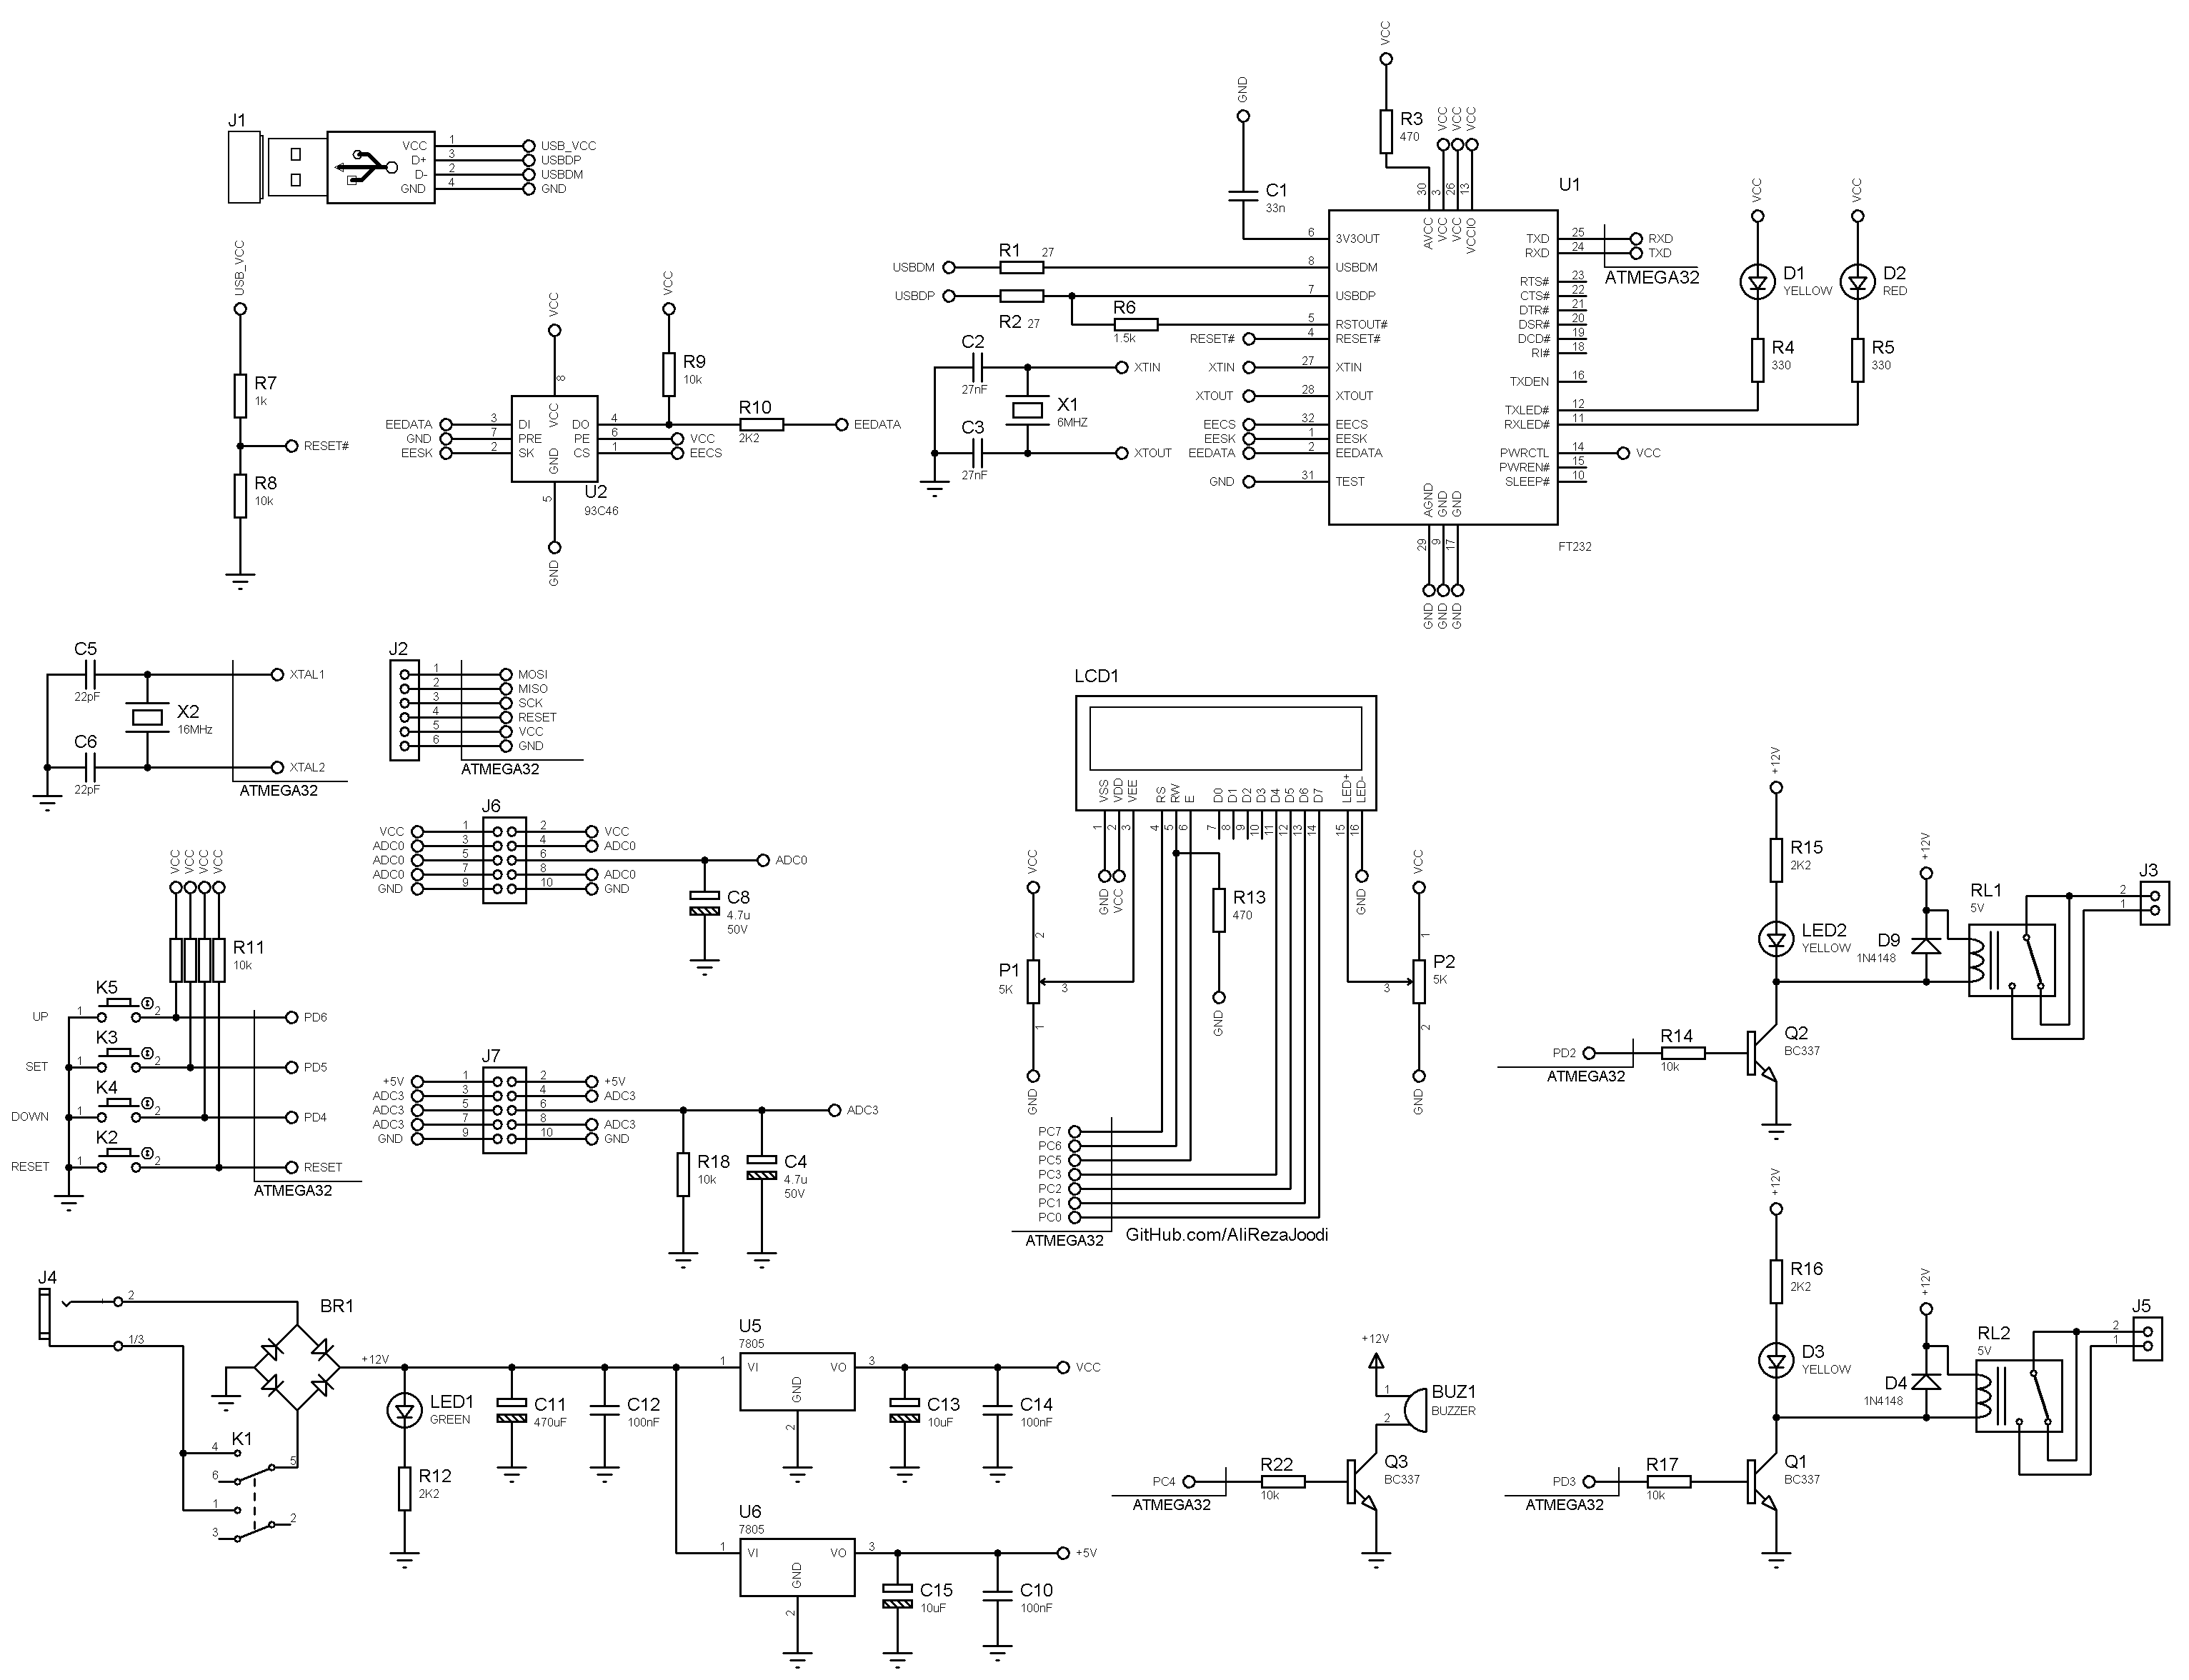 J1
VCC 1 USB_VCC
D+ 3 USBDP
D- 2 USBDM
GND 4 GND
USB_VCC
R7
1k
RESET#
R8
10k
VCC
8
VCC
EEDATA 3 DI
GND 7 PRE
EESK 2 SK
DO 4
PE 6 VCC
CS 1 EECS
GND
5
GND
U2
93C46
VCC
R9
10k
R10
2K2
EEDATA
GND
C1
33n
VCC
R3
470
VCC VCC VCC
30 3 26 13
AVCC VCC VCC VCCIO
U1
6 3V3OUT
USBDM R1 27 8 USBDM
USBDP R2 27 7 USBDP
R6
1.5k
5 RSTOUT#
RESET# 4 RESET#
XTIN 27 XTIN
XTOUT 28 XTOUT
EECS 32 EECS
EESK 1 EESK
EEDATA 2 EEDATA
GND 31 TEST
C2
27nF
XTIN
X1
6MHZ
C3
27nF
XTOUT
TXD 25 RXD
RXD 24 TXD
ATMEGA32
RTS# 23
CTS# 22
DTR# 21
DSR# 20
DCD# 19
RI# 18
TXDEN 16
TXLED# 12
RXLED# 11
PWRCTL 14 VCC
PWREN# 15
SLEEP# 10
AGND GND GND
29 9 17
GND GND GND
FT232
VCC
D1
YELLOW
R4
330
VCC
D2
RED
R5
330
C5
22pF
XTAL1
X2
16MHz
C6
22pF
XTAL2
ATMEGA32
J2
1 MOSI
2 MISO
3 SCK
4 RESET
5 VCC
6 GND
ATMEGA32
J6
VCC 1 2 VCC
ADC0 3 4 ADC0
ADC0 5 6 ADC0
ADC0 7 8 ADC0
GND 9 10 GND
C8
4.7u
50V
VCC VCC VCC VCC
R11
10k
K5
UP 1 2 PD6
K3
SET 1 2 PD5
K4
DOWN 1 2 PD4
K2
RESET 1 2 RESET
ATMEGA32
J7
+5V 1 2 +5V
ADC3 3 4 ADC3
ADC3 5 6 ADC3
ADC3 7 8 ADC3
GND 9 10 GND
R18
10k
C4
4.7u
50V
LCD1
VSS VDD VEE RS RW E D0 D1 D2 D3 D4 D5 D6 D7 LED+ LED-
1 2 3 4 5 6 7 8 9 10 11 12 13 14 15 16
GND VCC
GND
VCC
2
P1
5K
3
1
GND
R13
470
GND
VCC
1
P2
5K
3
2
GND
PC7
PC6
PC5
PC3
PC2
PC1
PC0
ATMEGA32
GitHub.com/AliRezaJoodi
+12V
R15
2K2
LED2
YELLOW
+12V
D9
1N4148
RL1
5V
J3
2
1
PD2
R14
10k
Q2
BC337
ATMEGA32
+12V
R16
2K2
D3
YELLOW
+12V
D4
1N4148
RL2
5V
J5
2
1
PD3
R17
10k
Q1
BC337
ATMEGA32
J4
2
1/3
BR1
+12V
K1
4
5
6
1
2
3
LED1
GREEN
R12
2K2
C11
470uF
C12
100nF
U5
7805
1 VI VO 3
GND
2
C13
10uF
C14
100nF
VCC
U6
7805
1 VI VO 3
GND
2
C15
10uF
C10
100nF
+5V
+12V
1
2
BUZ1
BUZZER
PC4
R22
10k
Q3
BC337
ATMEGA32